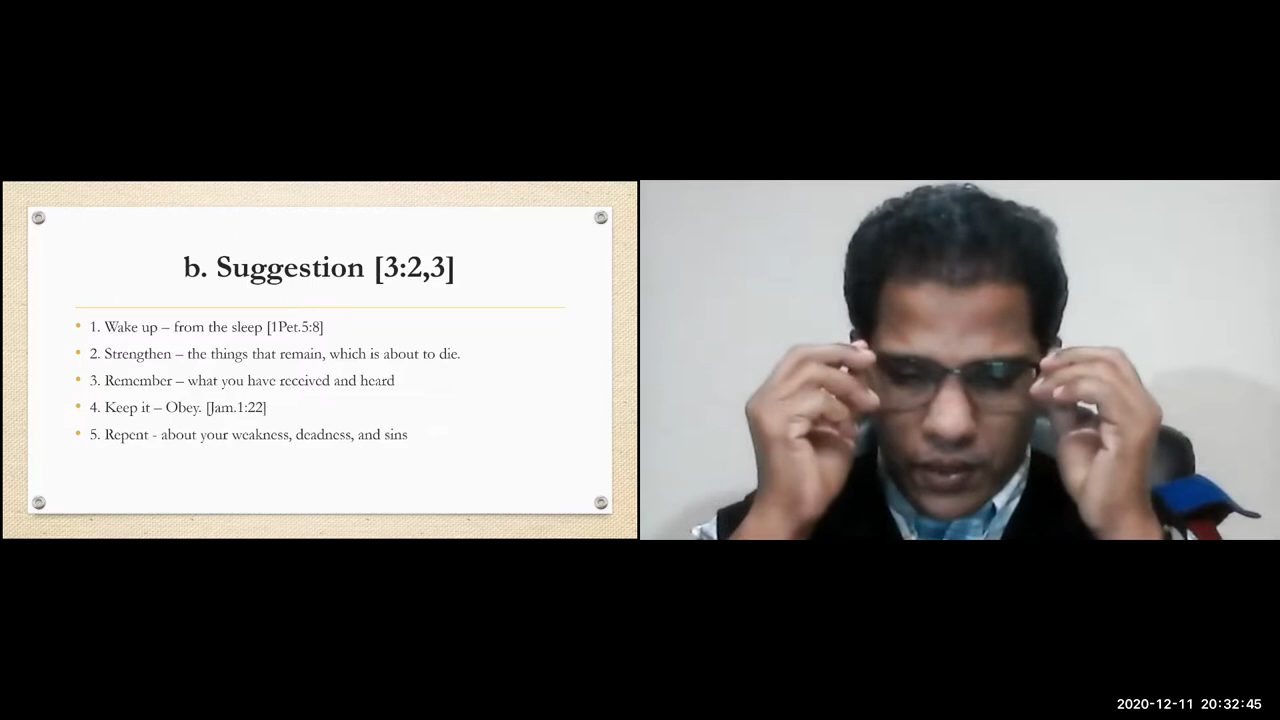 b. Suggestion [3:2,3]
• 1. Wake up – from the sleep [1Pet.5:8]
• 2. Strengthen – the things that remain, which is about to die.
• 3. Remember – what you have received and heard
• 4. Keep it – Obey. [Jam.1:22]
• 5. Repent - about your weakness, deadness, and sins
2020-12-11 20:32:45